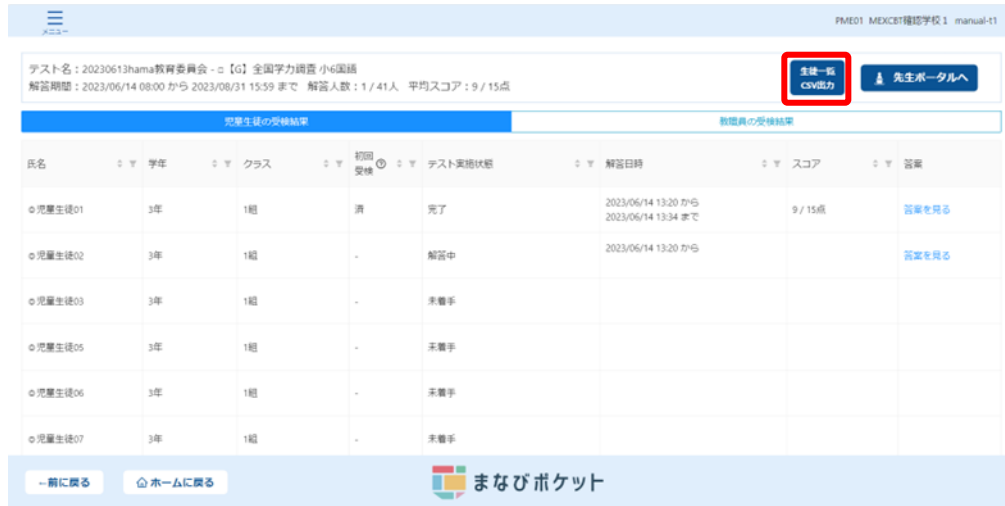 メニュー
PME01 MEXCBT確認学校1 manual-t1
テスト名:20230613hama教育委員会 - □【G】全国学力調査 小6国語
解答期間:2023/06/14 08:00 から 2023/08/31 15:59 まで 解答人数:1 / 41人 平均スコア:9 / 15点
生徒一覧
CSV出力
先生ポータルへ
児童生徒の受検結果 教職員の受検結果
氏名 学年 クラス 初回受検 テスト実施状態 解答日時 スコア 答案
児童生徒01 3年 1組 済 完了 2023/06/14 13:20 から 2023/06/14 13:34 まで 9 / 15点 答案を見る
児童生徒02 3年 1組 - 解答中 2023/06/14 13:20 から 答案を見る
児童生徒03 3年 1組 - 未着手
児童生徒05 3年 1組 - 未着手
児童生徒06 3年 1組 - 未着手
児童生徒07 3年 1組 - 未着手
←前に戻る ホームに戻る まなびポケット